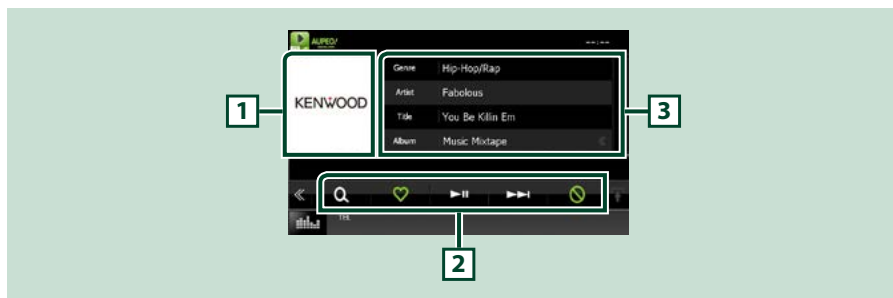 AUPEO!
--:--
KENWOOD
Genre Hip-Hop/Rap
Artist Fabolous
Title You Be Killin Em
Album Music Mixtape
1
3
TEL
2